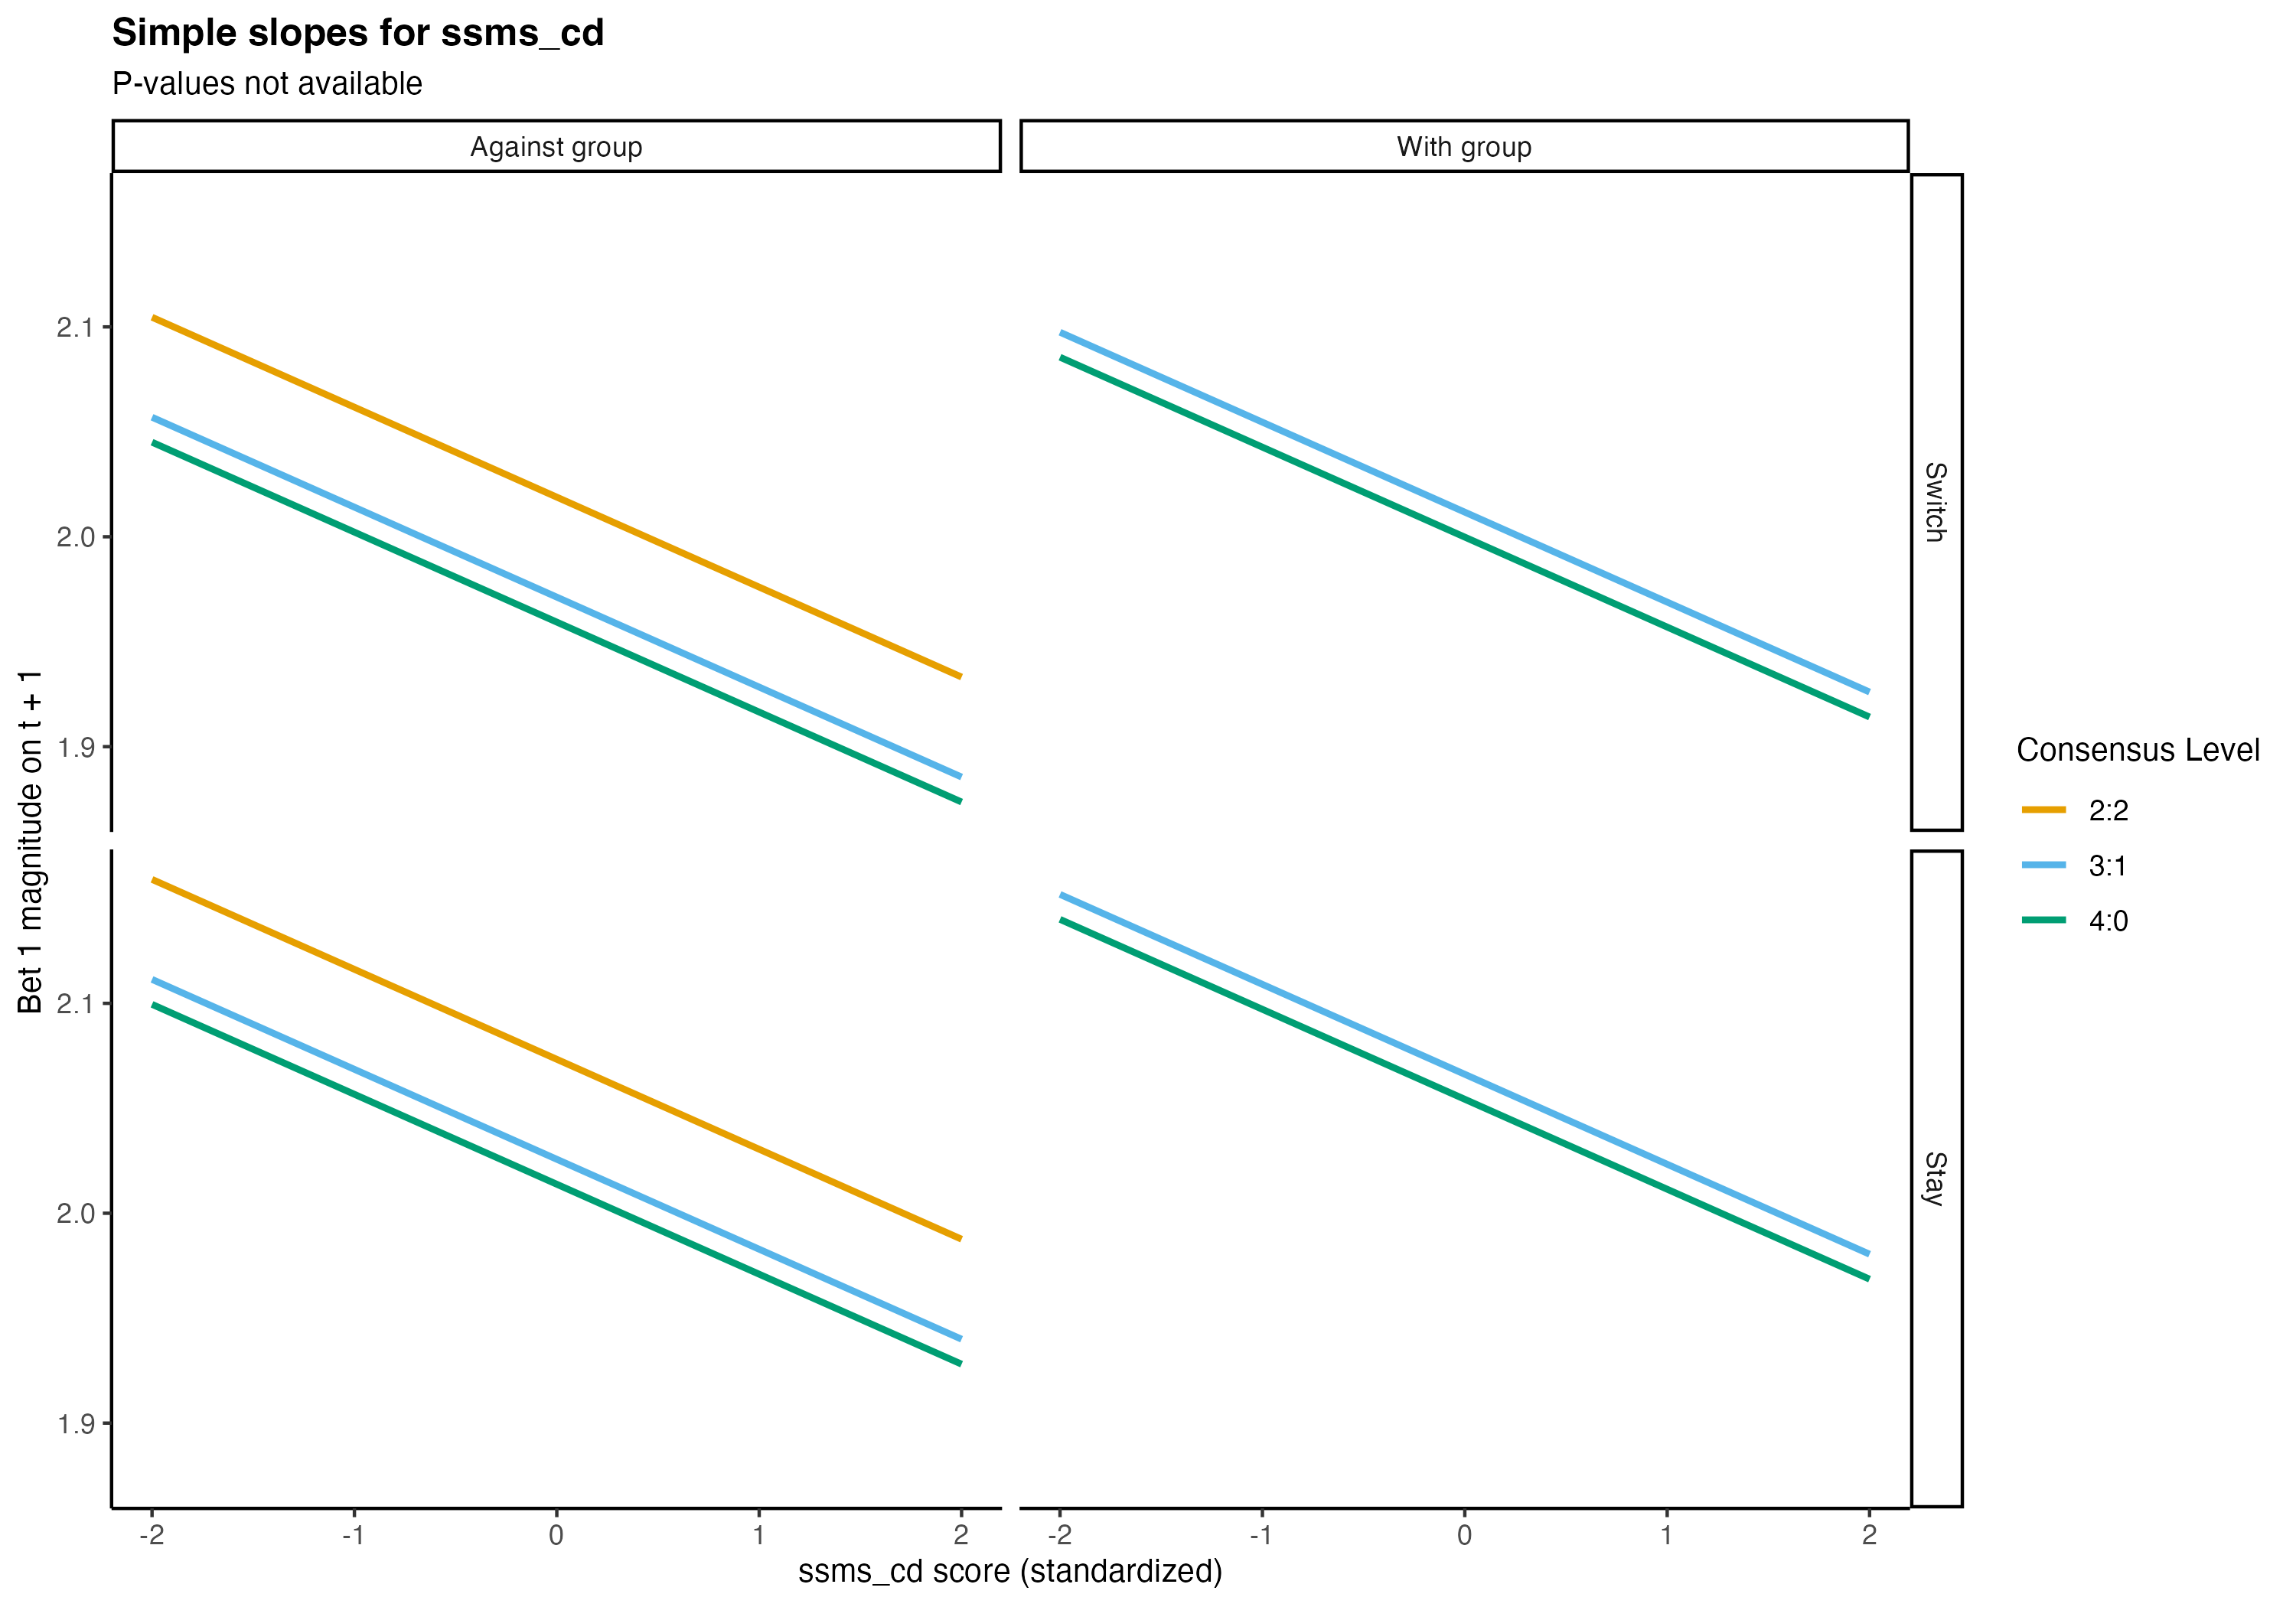 Simple slopes for ssms_cd
P-values not available
Against group
With group
Switch
Stay
Bet 1 magnitude on t + 1
2.1
2.0
1.9
2.1
2.0
1.9
-2 -1 0 1 2
-2 -1 0 1 2
ssms_cd score (standardized)
Consensus Level
2:2
3:1
4:0